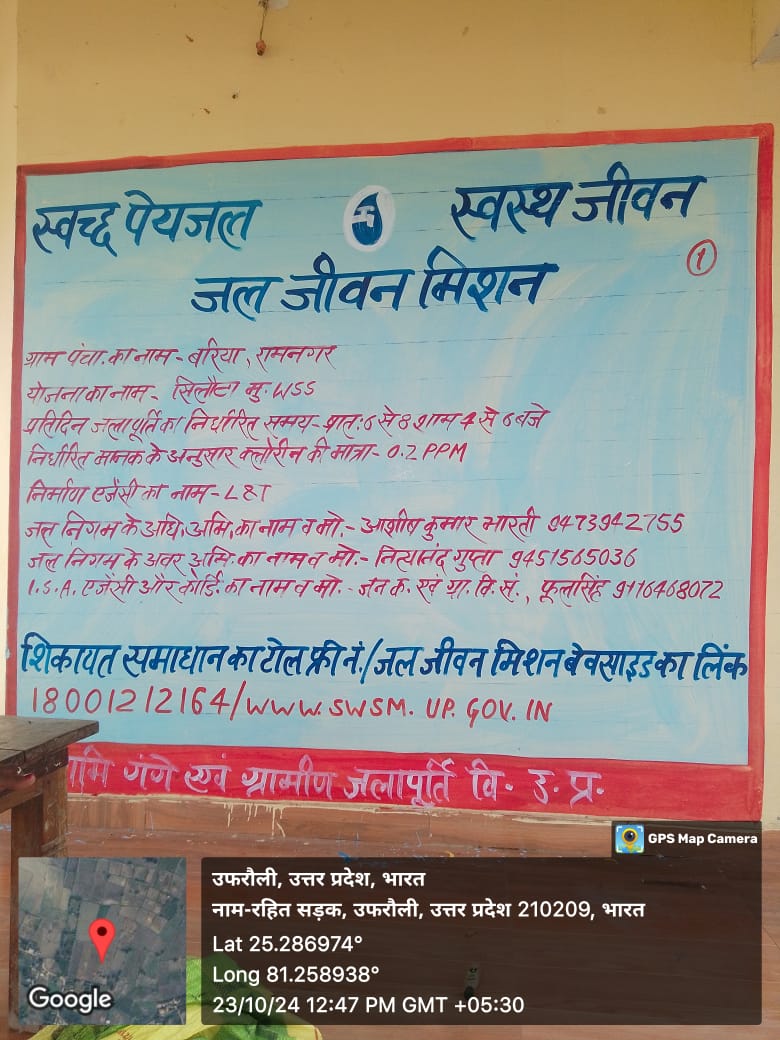 स्वच्छ पेयजल स्वस्थ जीवन
जल जीवन मिशन
१
ग्राम पंचा. का नाम - बरिया, रामनगर
योजना का नाम - सिलौटा मु. WSS
प्रतिदिन जलापूर्ति का निर्धारित समय - प्रात: 6 से 8 शाम 4 से 6 बजे
निर्धारित मानक के अनुसार क्लोरीन की मात्रा - 0.2 PPM
निर्माण एजेंसी का नाम - L&T
जल निगम के अधि. अभि. का नाम व मो. - आशीष कुमार भारती 9473942755
जल निगम के अवर अभि. का नाम व मो. - नित्यानंद गुप्ता 9451565036
I.S.A. एजेंसी और कोर्डि. का नाम व मो. - जन क. एवं ग्रा. वि. सं., फूलसिंह 9116468072
शिकायत समाधान का टोल फ्री नं./जल जीवन मिशन बेवसाइड का लिंक
18001212164/WWW.SWSM.UP.GOV.IN
मामि गंगे एवं ग्रामीण जलापूर्ति वि. उ. प्र.
GPS Map Camera
उफरौली, उत्तर प्रदेश, भारत
नाम-रहित सड़क, उफरौली, उत्तर प्रदेश 210209, भारत
Lat 25.286974°
Long 81.258938°
23/10/24 12:47 PM GMT +05:30
Google